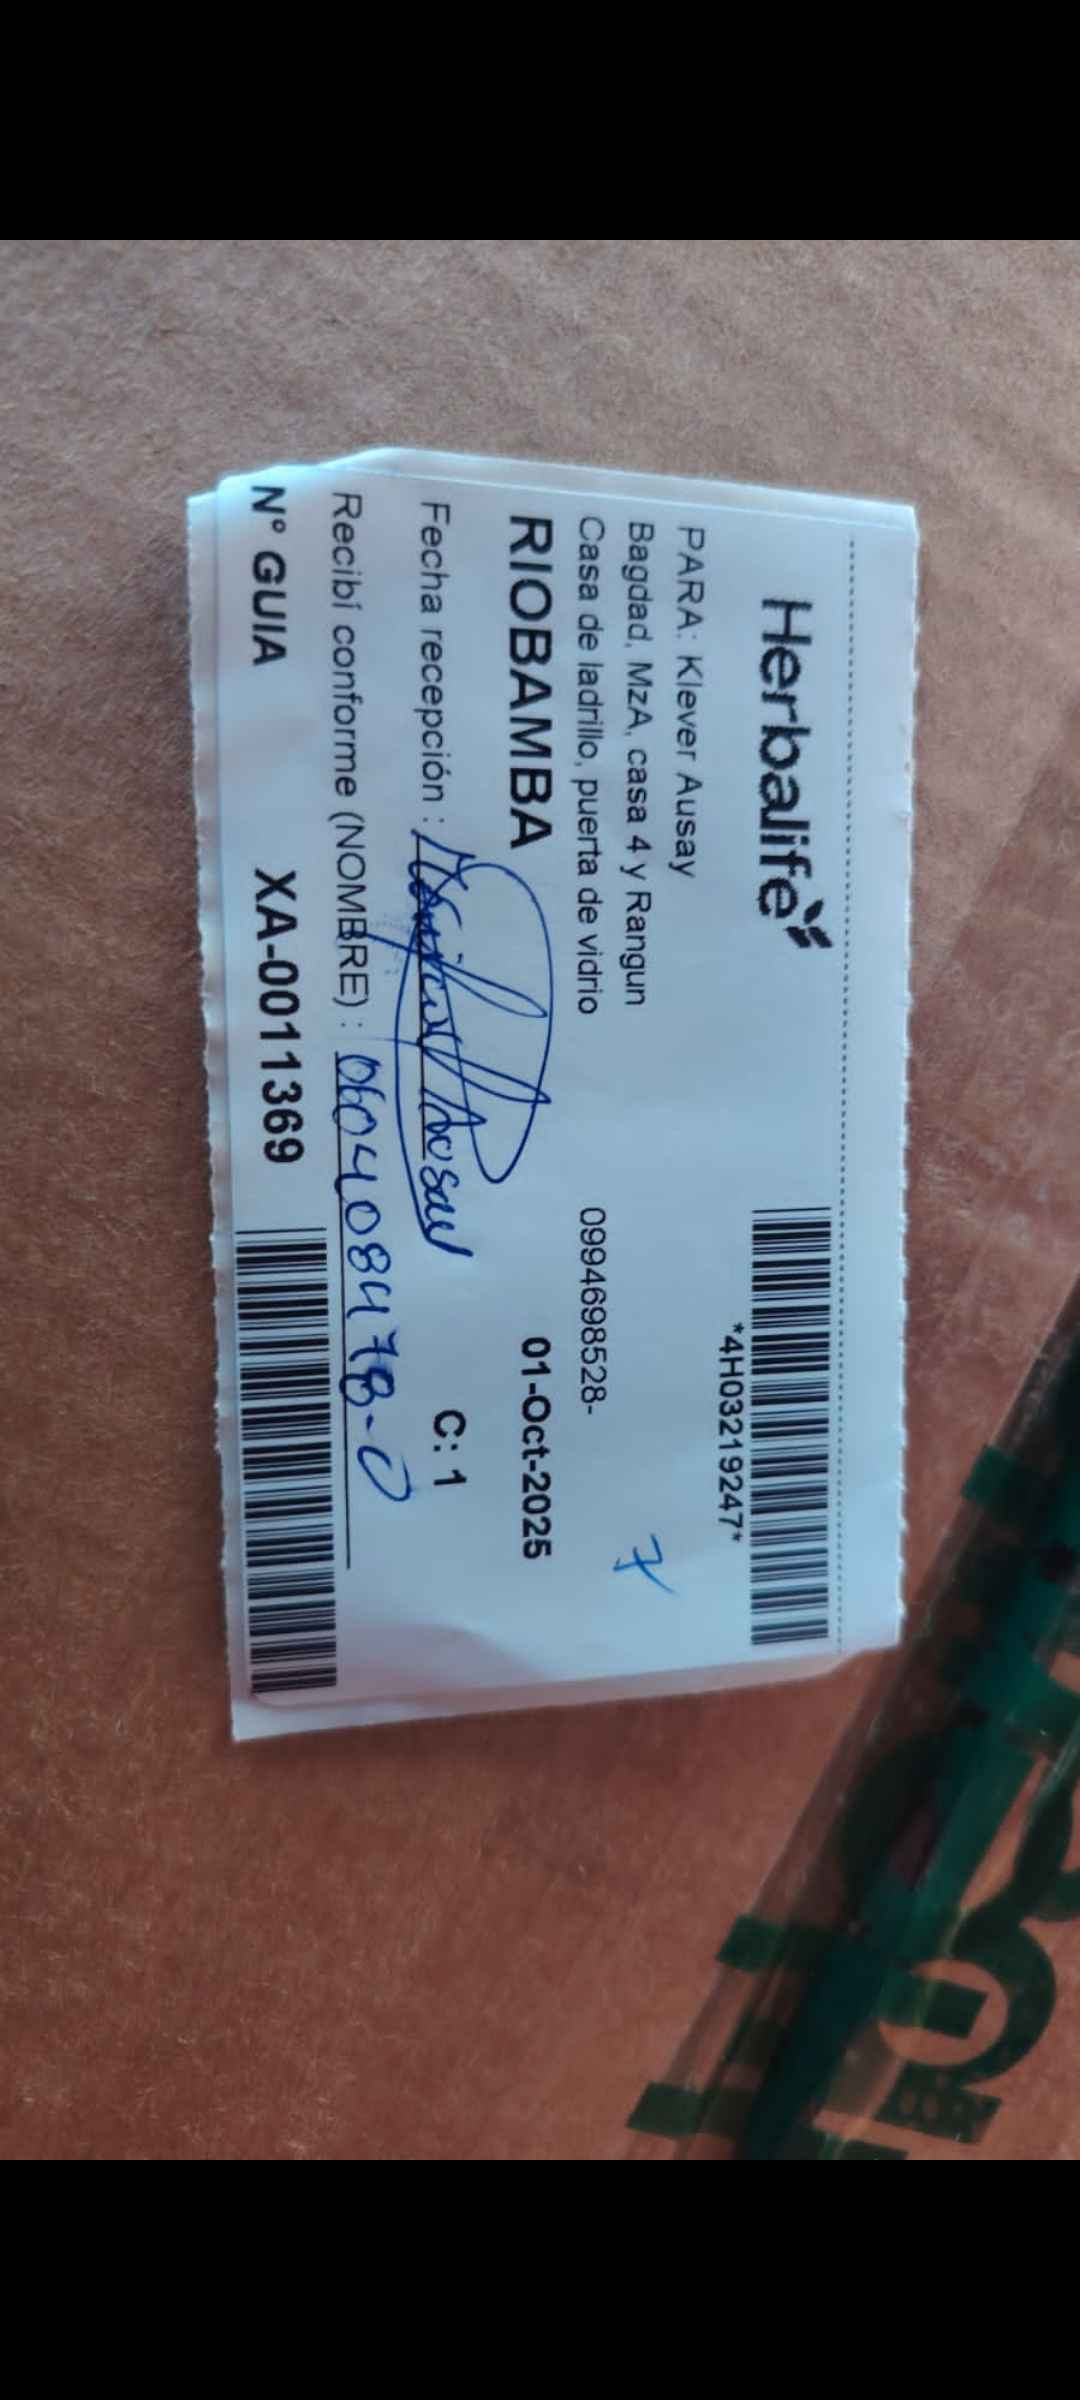 Herbalife
*4H03219247*
PARA: Klever Ausay
Bagdad, MzA, casa 4 y Rangun
Casa de ladrillo, puerta de vidrio
0994698528-
RIOBAMBA
01-Oct-2025
Fecha recepción :
C: 1
Recibí conforme (NOMBRE) : 060408478-0
N° GUIA
XA-0011369